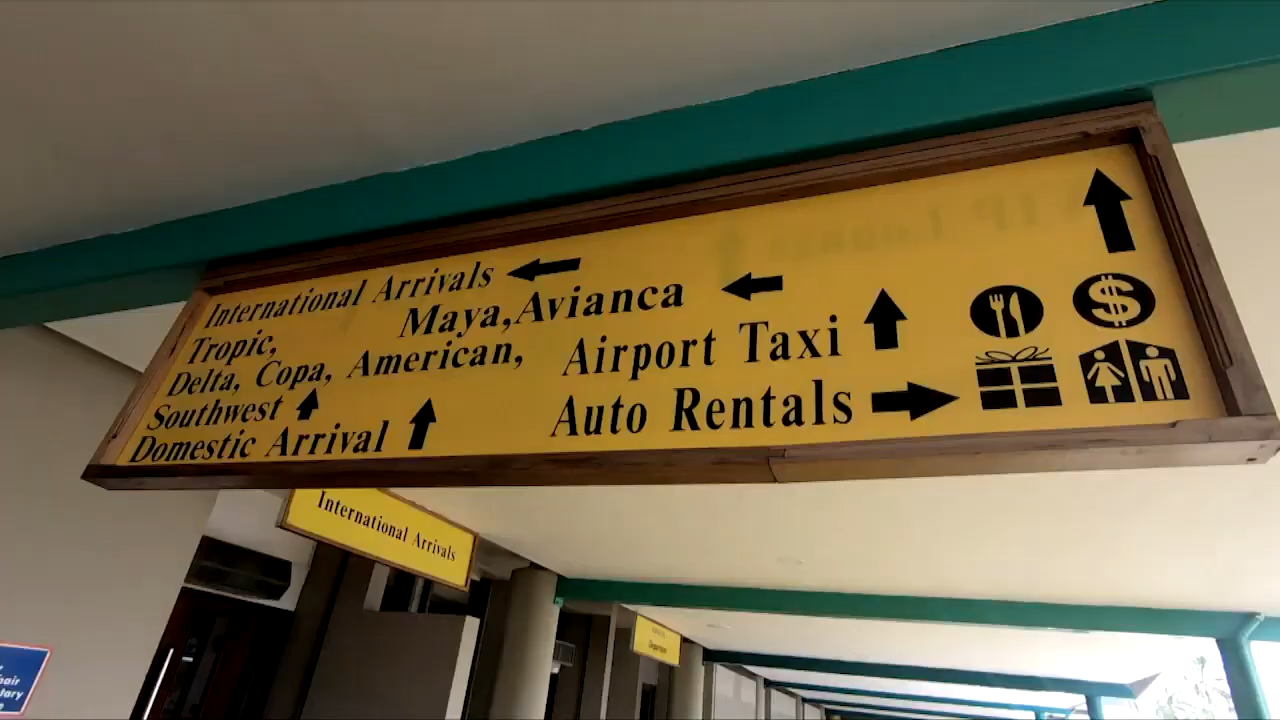 International Arrivals
Maya,Avianca
Tropic,
Delta, Copa, American,
Southwest
Domestic Arrival
Airport Taxi
Auto Rentals
International Arrivals